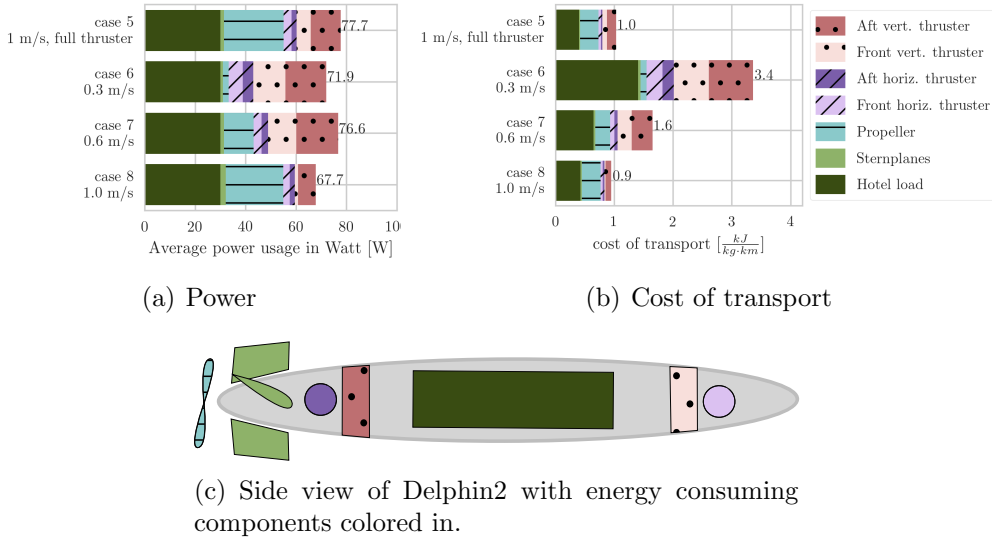 case 5
1 m/s, full thruster
77.7
case 6
0.3 m/s
71.9
case 7
0.6 m/s
76.6
case 8
1.0 m/s
67.7
0 20 40 60 80 10
Average power usage in Watt [W]
(a) Power
case 5
1 m/s, full thruster
1.0
case 6
0.3 m/s
3.4
case 7
0.6 m/s
1.6
case 8
1.0 m/s
0.9
0 1 2 3 4
cost of transport [kJ/kg·km]
(b) Cost of transport
Aft vert. thruster
Front vert. thruster
Aft horiz. thruster
Front horiz. thruster
Propeller
Sternplanes
Hotel load
(c) Side view of Delphin2 with energy consuming
components colored in.